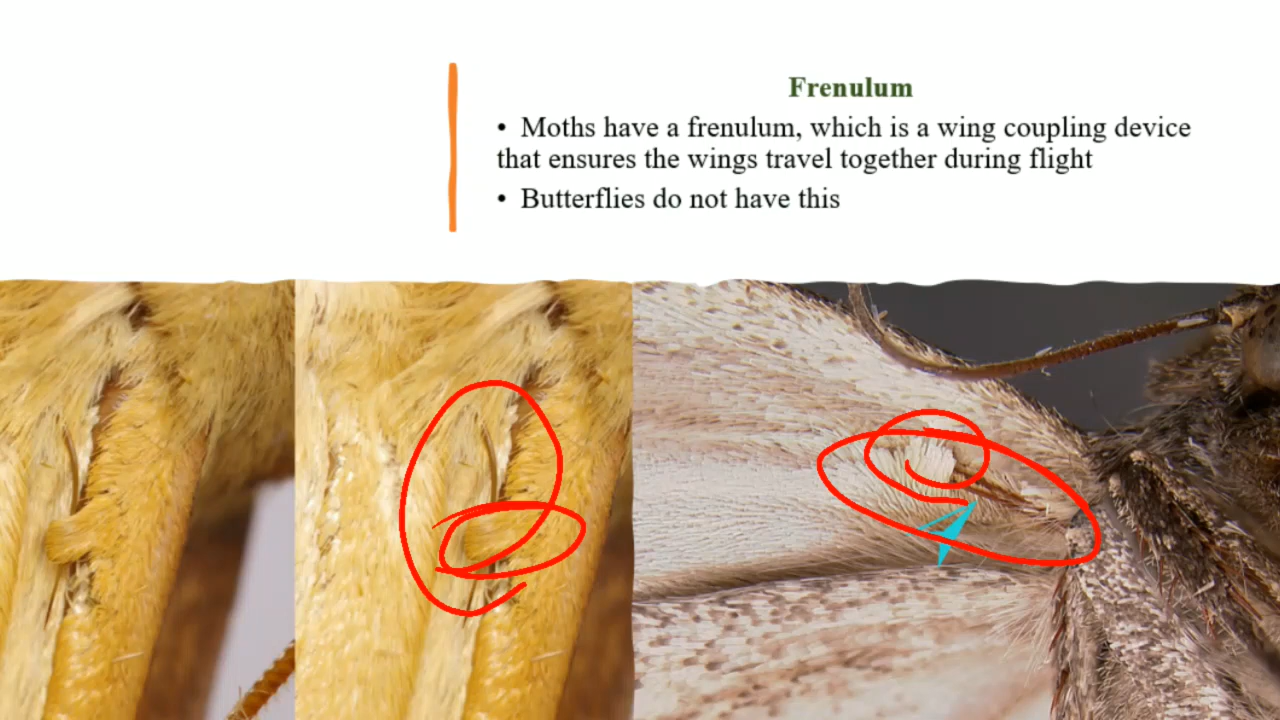 Frenulum
• Moths have a frenulum, which is a wing coupling device
that ensures the wings travel together during flight
• Butterflies do not have this